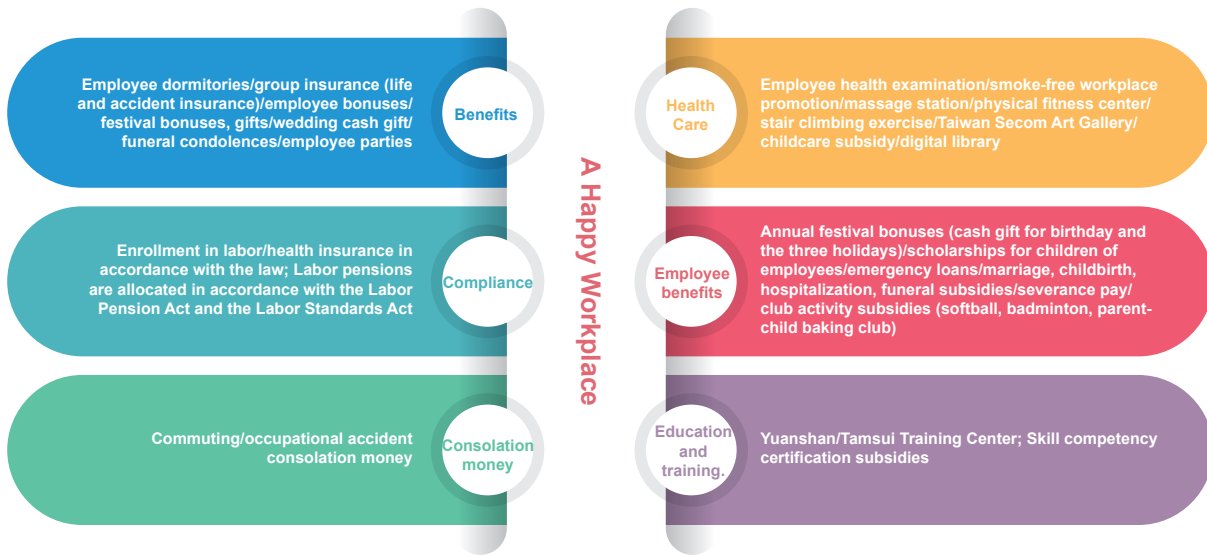 Employee dormitories/group insurance (life
and accident insurance)/employee bonuses/
festival bonuses, gifts/wedding cash gift/
funeral condolences/employee parties
Benefits
Enrollment in labor/health insurance in
accordance with the law; Labor pensions
are allocated in accordance with the Labor
Pension Act and the Labor Standards Act
Compliance
Commuting/occupational accident
consolation money
Consolation
money
A Happy Workplace
Health
Care
Employee health examination/smoke-free workplace
promotion/massage station/physical fitness center/
stair climbing exercise/Taiwan Secom Art Gallery/
childcare subsidy/digital library
Employee
benefits
Annual festival bonuses (cash gift for birthday and
the three holidays)/scholarships for children of
employees/emergency loans/marriage, childbirth,
hospitalization, funeral subsidies/severance pay/
club activity subsidies (softball, badminton, parent-
child baking club)
Education
and
training.
Yuanshan/Tamsui Training Center; Skill competency
certification subsidies